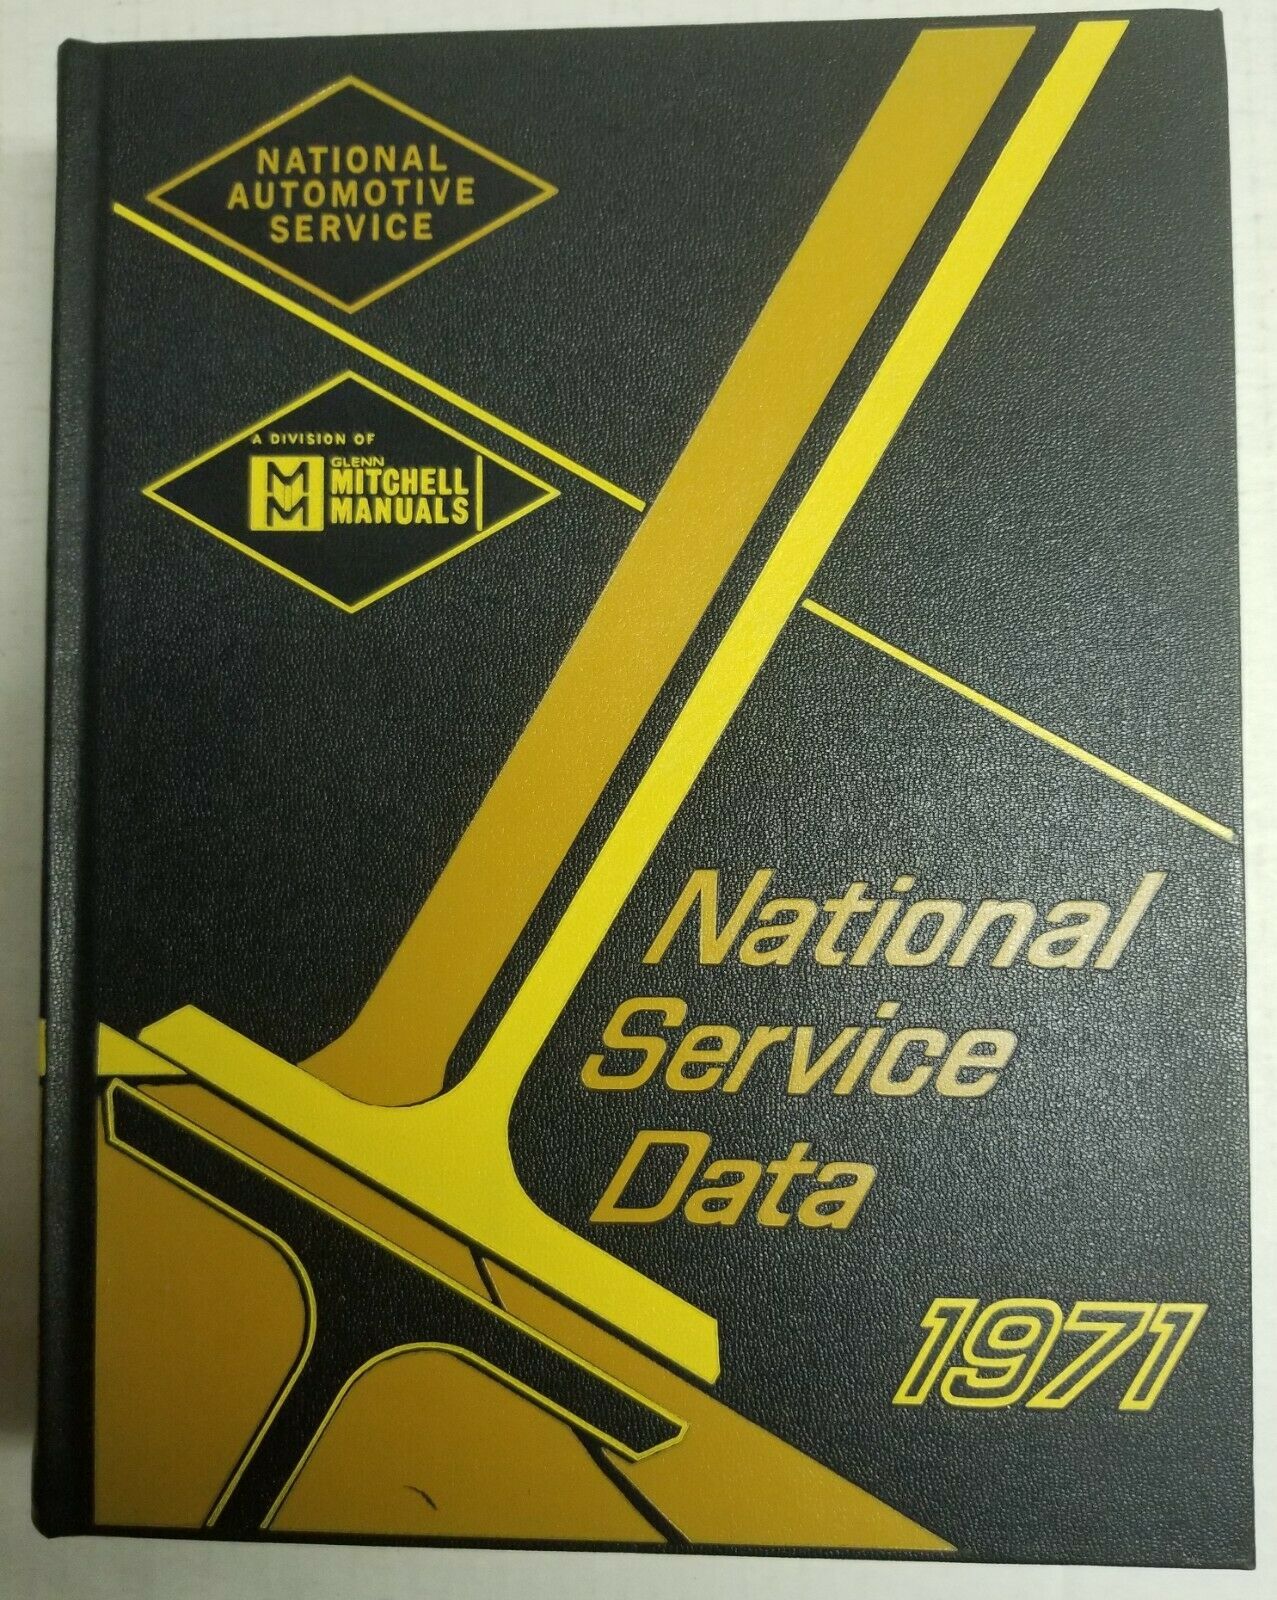 NATIONAL
AUTOMOTIVE
SERVICE
A DIVISION OF
GLENN
MITCHELL
MANUALS
National
Service
Data
1971